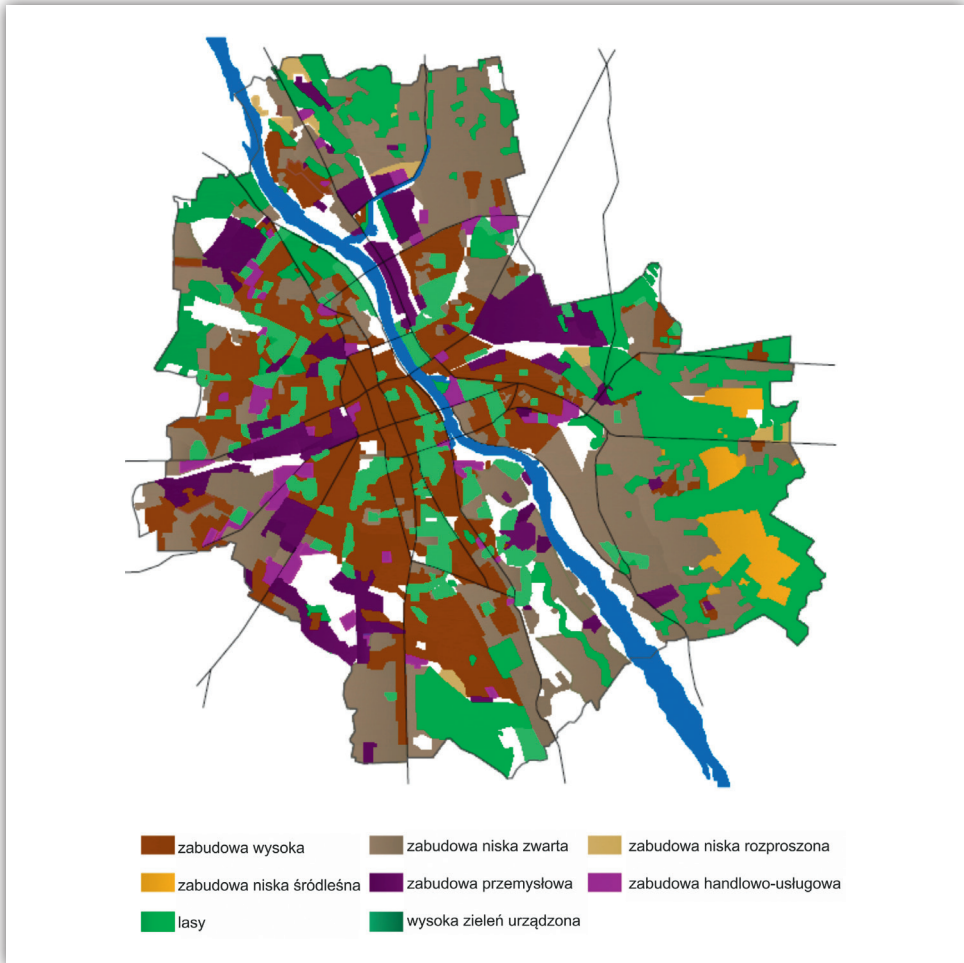 zabudowa wysoka
zabudowa niska zwarta
zabudowa niska rozproszona
zabudowa niska śródleśna
zabudowa przemysłowa
zabudowa handlowo-usługowa
lasy
wysoka zieleń urządzona